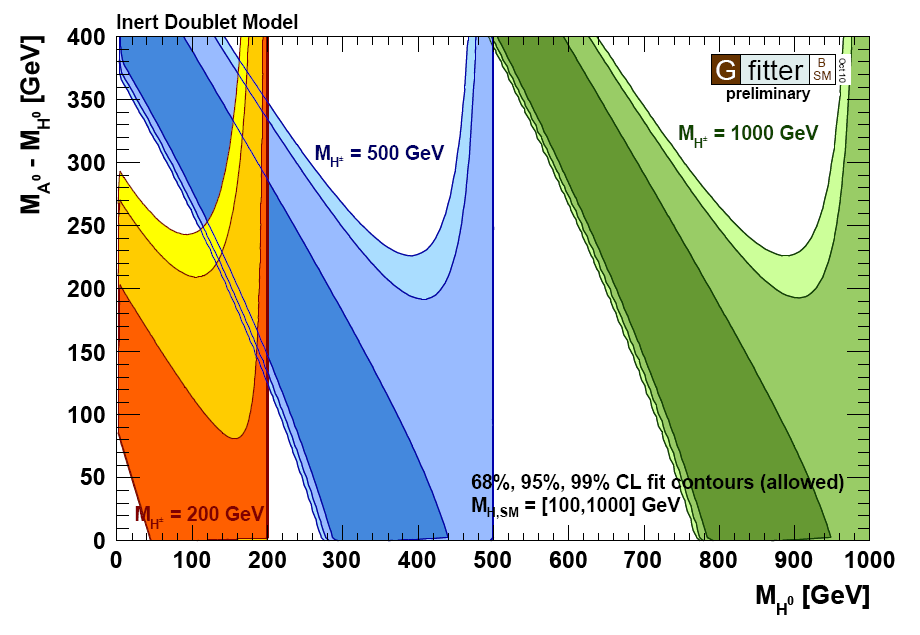 Inert Doublet Model
M_A⁰ - M_H⁰ [GeV]
400
350
300
250
200
150
100
50
0
G fitter B SM Oct 10
preliminary
M_H± = 500 GeV
M_H± = 1000 GeV
68%, 95%, 99% CL fit contours (allowed)
M_H,SM = [100,1000] GeV
M_H± = 200 GeV
0 100 200 300 400 500 600 700 800 900 1000
M_H⁰ [GeV]